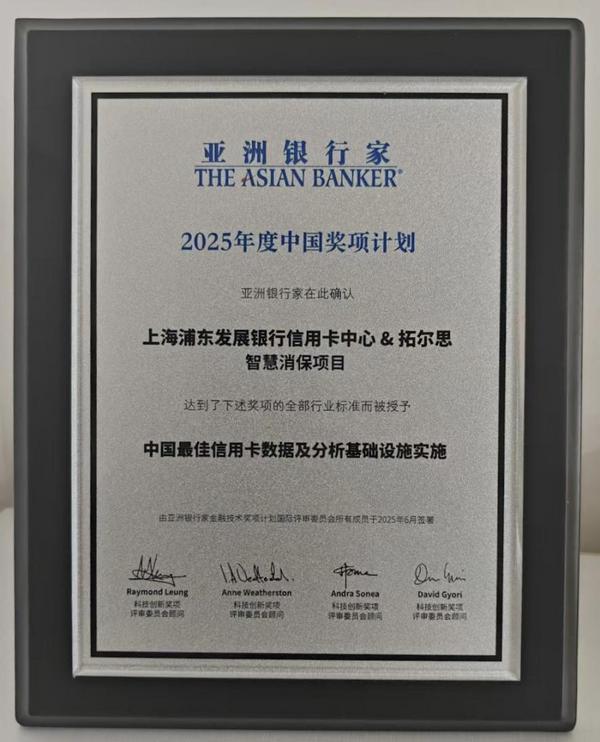 亚洲银行家
THE ASIAN BANKER®
2025年度中国奖项计划
亚洲银行家在此确认
上海浦东发展银行信用卡中心 & 拓尔思
智慧消保项目
达到了下述奖项的全部行业标准而被授予
中国最佳信用卡数据及分析基础设施实施
由亚洲银行家金融技术奖项计划国际评审委员会所有成员于2025年6月签署
Raymond Leung
科技创新奖项
评审委员会顾问
Anne Weatherston
科技创新奖项
评审委员会顾问
Andra Sonea
科技创新奖项
评审委员会顾问
David Gyori
科技创新奖项
评审委员会顾问